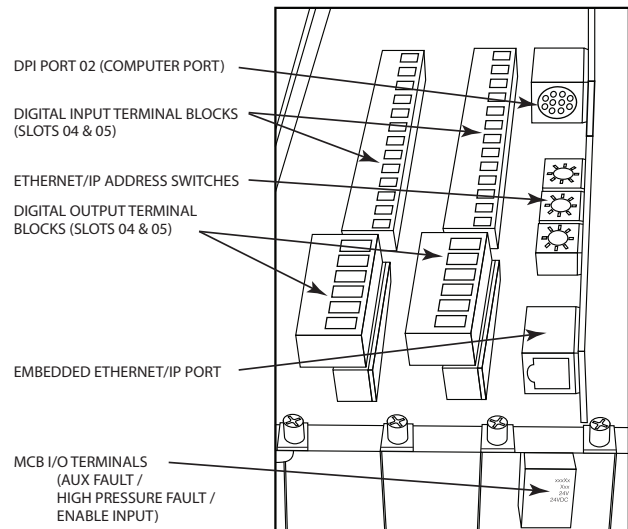 DPI PORT 02 (COMPUTER PORT)
DIGITAL INPUT TERMINAL BLOCKS
(SLOTS 04 & 05)
ETHERNET/IP ADDRESS SWITCHES
DIGITAL OUTPUT TERMINAL
BLOCKS (SLOTS 04 & 05)
EMBEDDED ETHERNET/IP PORT
MCB I/O TERMINALS
(AUX FAULT /
HIGH PRESSURE FAULT /
ENABLE INPUT)
xxxXx
Xxx
24V
24VDC